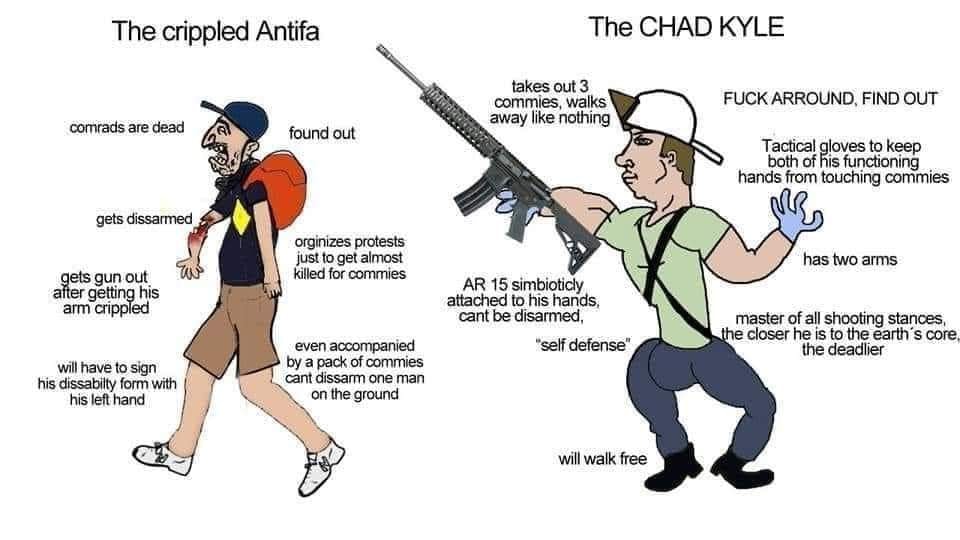 The crippled Antifa
comrads are dead
found out
gets dissarmed
orginizes protests
just to get almost
killed for commies
gets gun out
after getting his
arm crippled
even accompanied
by a pack of commies
cant dissarm one man
on the ground
will have to sign
his dissabilty form with
his left hand
The CHAD KYLE
takes out 3
commies, walks
away like nothing
FUCK ARROUND, FIND OUT
Tactical gloves to keep
both of his functioning
hands from touching commies
has two arms
AR 15 simbioticly
attached to his hands,
cant be disarmed,
"self defense"
master of all shooting stances,
the closer he is to the earth´s core,
the deadlier
will walk free